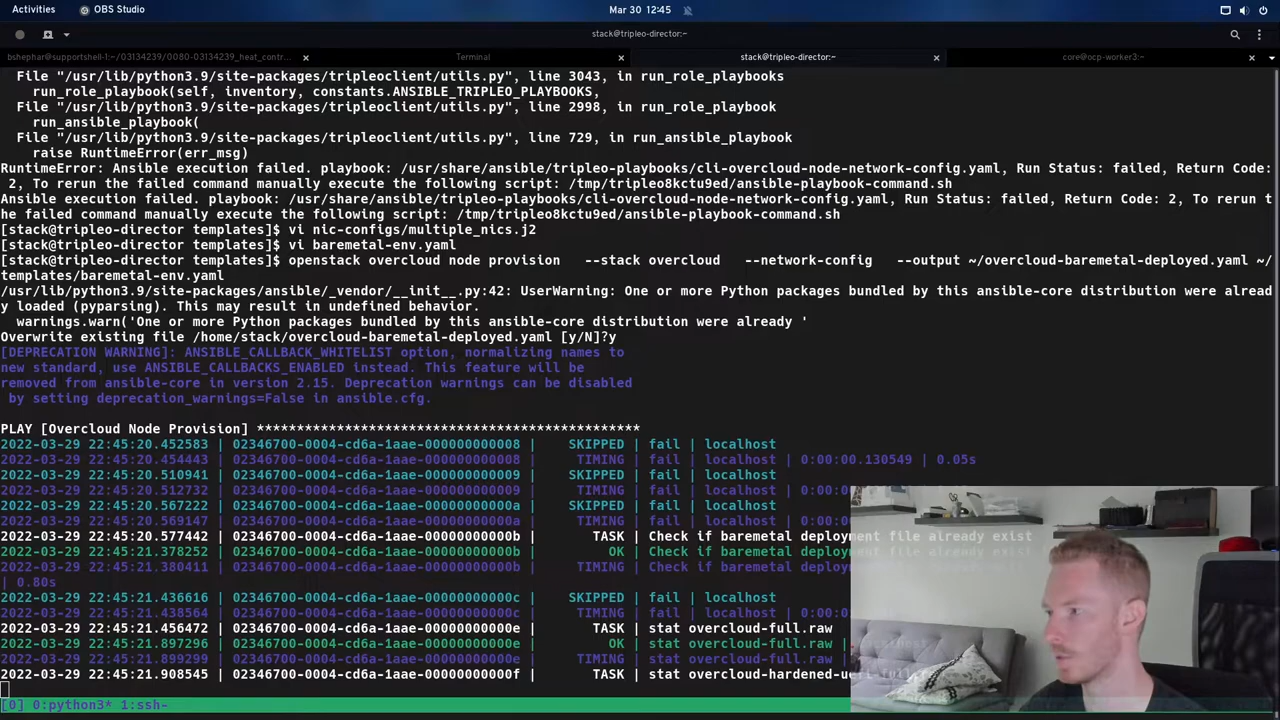 Activities
OBS Studio
Mar 30 12:45
stack@tripleo-director:~
bshephar@supportshell-1:~/03134239/0080-03134239_heat_contr...
Terminal
stack@tripleo-director:~
core@ocp-worker3:~
File "/usr/lib/python3.9/site-packages/tripleoclient/utils.py", line 3043, in run_role_playbooks
run_role_playbook(self, inventory, constants.ANSIBLE_TRIPLEO_PLAYBOOKS,
File "/usr/lib/python3.9/site-packages/tripleoclient/utils.py", line 2998, in run_role_playbook
run_ansible_playbook(
File "/usr/lib/python3.9/site-packages/tripleoclient/utils.py", line 729, in run_ansible_playbook
raise RuntimeError(err_msg)
RuntimeError: Ansible execution failed. playbook: /usr/share/ansible/tripleo-playbooks/cli-overcloud-node-network-config.yaml, Run Status: failed, Return Code:
2, To rerun the failed command manually execute the following script: /tmp/tripleo8kctu9ed/ansible-playbook-command.sh
Ansible execution failed. playbook: /usr/share/ansible/tripleo-playbooks/cli-overcloud-node-network-config.yaml, Run Status: failed, Return Code: 2, To rerun t
he failed command manually execute the following script: /tmp/tripleo8kctu9ed/ansible-playbook-command.sh
[stack@tripleo-director templates]$ vi nic-configs/multiple_nics.j2
[stack@tripleo-director templates]$ vi baremetal-env.yaml
[stack@tripleo-director templates]$ openstack overcloud node provision   --stack overcloud   --network-config   --output ~/overcloud-baremetal-deployed.yaml ~/
templates/baremetal-env.yaml
/usr/lib/python3.9/site-packages/ansible/_vendor/__init__.py:42: UserWarning: One or more Python packages bundled by this ansible-core distribution were alread
y loaded (pyparsing). This may result in undefined behavior.
warnings.warn('One or more Python packages bundled by this ansible-core distribution were already '
Overwrite existing file /home/stack/overcloud-baremetal-deployed.yaml [y/N]?y
[DEPRECATION WARNING]: ANSIBLE_CALLBACK_WHITELIST option, normalizing names to
new standard, use ANSIBLE_CALLBACKS_ENABLED instead. This feature will be
removed from ansible-core in version 2.15. Deprecation warnings can be disabled
by setting deprecation_warnings=False in ansible.cfg.
PLAY [Overcloud Node Provision] ************************************************
2022-03-29 22:45:20.452583 | 02346700-0004-cd6a-1aae-000000000008 |    SKIPPED | fail | localhost
2022-03-29 22:45:20.454443 | 02346700-0004-cd6a-1aae-000000000008 |     TIMING | fail | localhost | 0:00:00.130549 | 0.05s
2022-03-29 22:45:20.510941 | 02346700-0004-cd6a-1aae-000000000009 |    SKIPPED | fail | localhost
2022-03-29 22:45:20.512732 | 02346700-0004-cd6a-1aae-000000000009 |     TIMING | fail | localhost | 0:00:0
2022-03-29 22:45:20.567222 | 02346700-0004-cd6a-1aae-00000000000a |    SKIPPED | fail | localhost
2022-03-29 22:45:20.569147 | 02346700-0004-cd6a-1aae-00000000000a |     TIMING | fail | localhost | 0:00:0
2022-03-29 22:45:20.577442 | 02346700-0004-cd6a-1aae-00000000000b |       TASK | Check if baremetal deployment file already exist
2022-03-29 22:45:21.378252 | 02346700-0004-cd6a-1aae-00000000000b |         OK | Check if baremetal deployment file already exist
2022-03-29 22:45:21.380411 | 02346700-0004-cd6a-1aae-00000000000b |     TIMING | Check if baremetal deploym
| 0.80s
2022-03-29 22:45:21.436616 | 02346700-0004-cd6a-1aae-00000000000c |    SKIPPED | fail | localhost
2022-03-29 22:45:21.438564 | 02346700-0004-cd6a-1aae-00000000000c |     TIMING | fail | localhost | 0:00:0
2022-03-29 22:45:21.456472 | 02346700-0004-cd6a-1aae-00000000000e |       TASK | stat overcloud-full.raw
2022-03-29 22:45:21.897296 | 02346700-0004-cd6a-1aae-00000000000e |         OK | stat overcloud-full.raw | localhost
2022-03-29 22:45:21.899299 | 02346700-0004-cd6a-1aae-00000000000e |     TIMING | stat overcloud-full.raw |
2022-03-29 22:45:21.908545 | 02346700-0004-cd6a-1aae-00000000000f |       TASK | stat overcloud-hardened-uefi-full.
[0] 0:python3* 1:ssh-